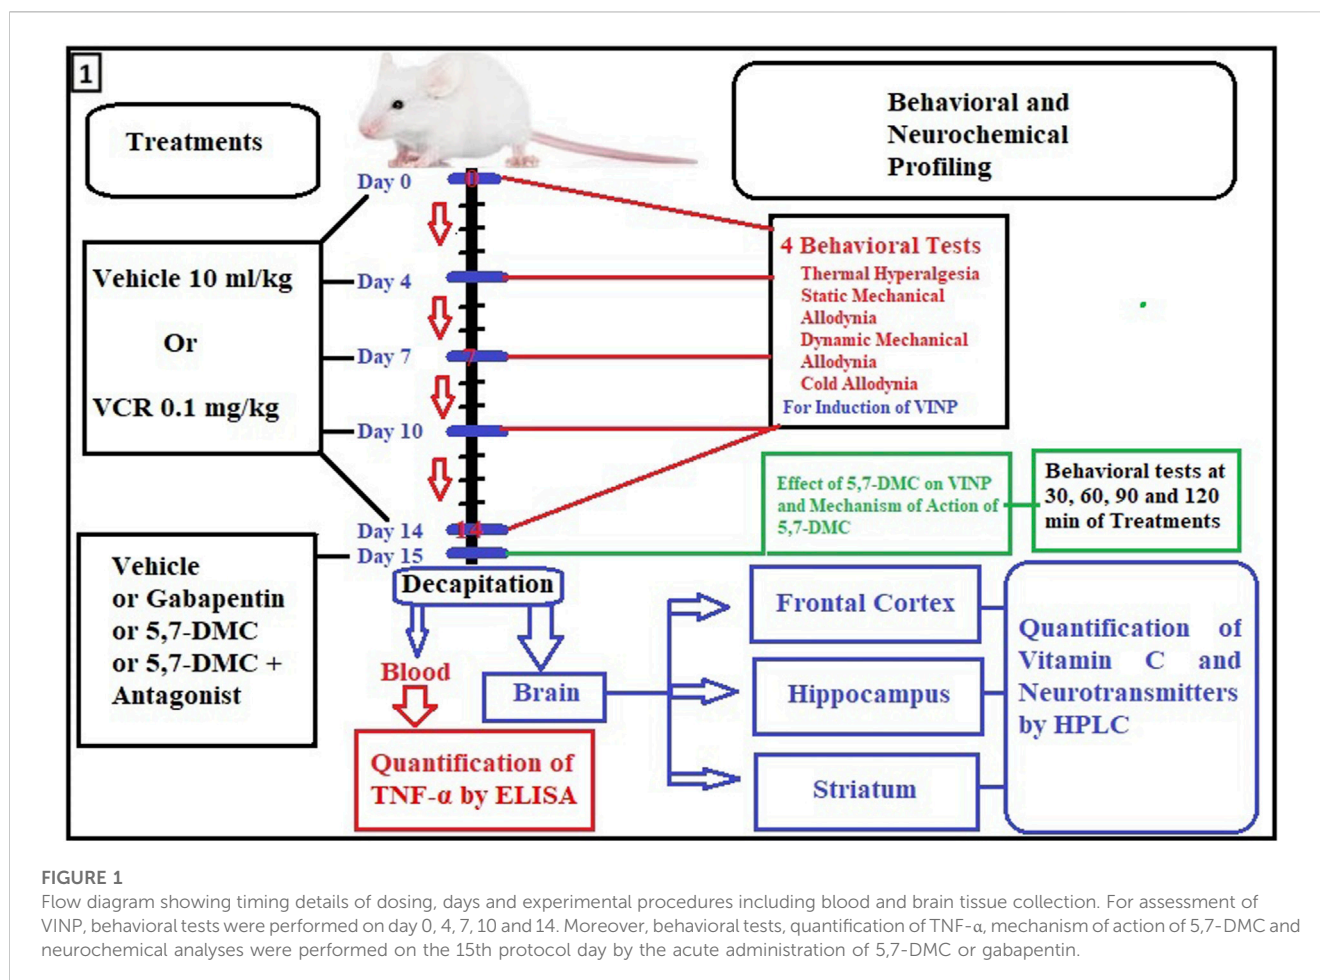 1
Treatments
Behavioral and
Neurochemical
Profiling
Day 0
0
Vehicle 10 ml/kg
Or
VCR 0.1 mg/kg
Day 4
Day 7
7
Day 10
Day 14
14
Day 15
4 Behavioral Tests
Thermal Hyperalgesia
Static Mechanical
Allodynia
Dynamic Mechanical
Allodynia
Cold Allodynia
For Induction of VINP
Effect of 5,7-DMC on VINP
and Mechanism of Action of
5,7-DMC
Behavioral tests at
30, 60, 90 and 120
min of Treatments
Vehicle
or Gabapentin
or 5,7-DMC
or 5,7-DMC +
Antagonist
Decapitation
Blood
Brain
Quantification of
TNF-α by ELISA
Frontal Cortex
Hippocampus
Striatum
Quantification of
Vitamin C and
Neurotransmitters
by HPLC
FIGURE 1
Flow diagram showing timing details of dosing, days and experimental procedures including blood and brain tissue collection. For assessment of
VINP, behavioral tests were performed on day 0, 4, 7, 10 and 14. Moreover, behavioral tests, quantification of TNF-α, mechanism of action of 5,7-DMC and
neurochemical analyses were performed on the 15th protocol day by the acute administration of 5,7-DMC or gabapentin.